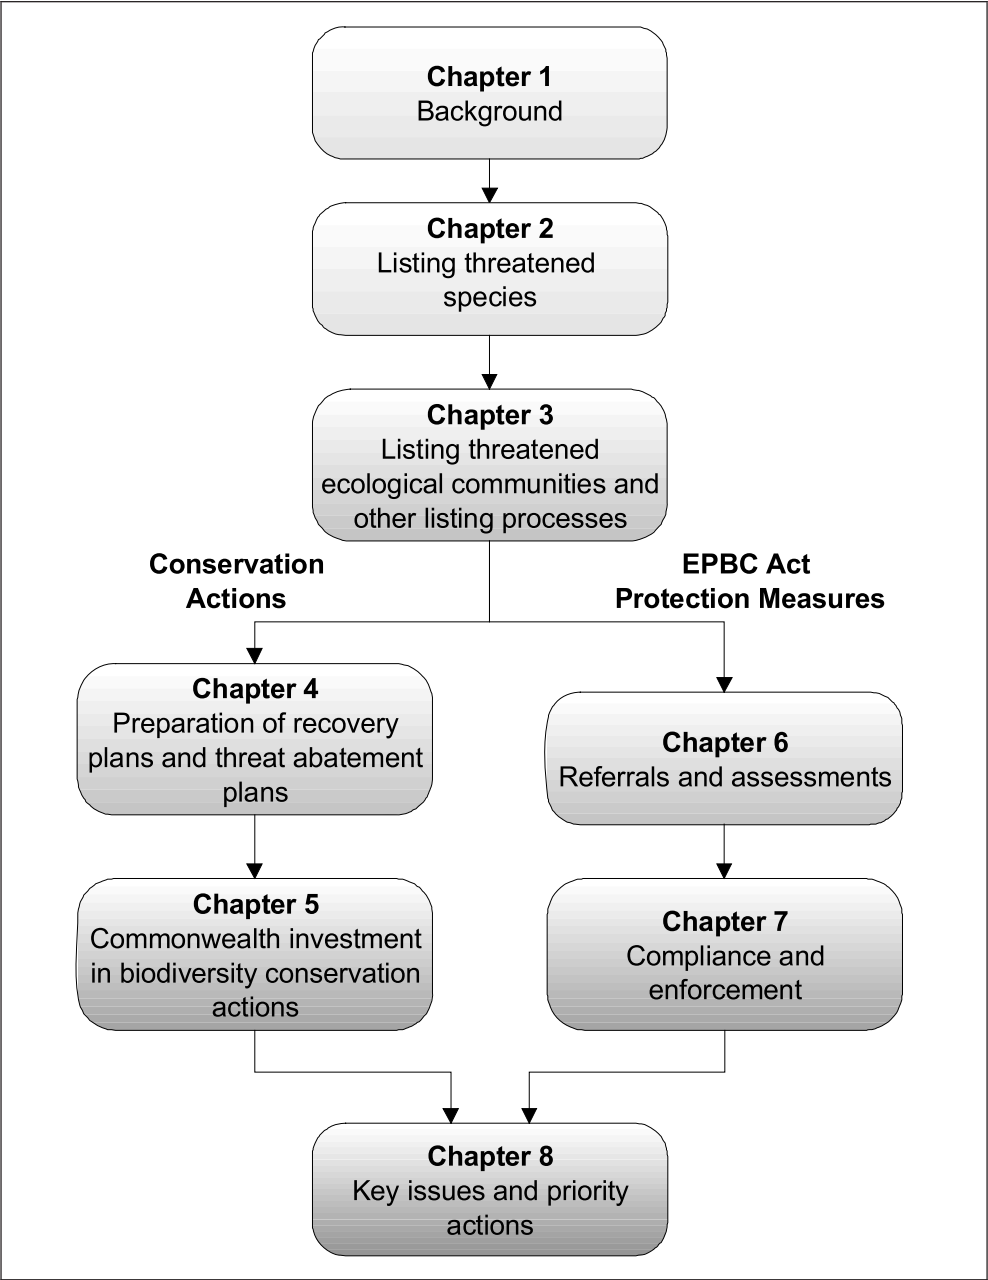 Chapter 1
Background
Chapter 2
Listing threatened
species
Chapter 3
Listing threatened
ecological communities and
other listing processes
Conservation
Actions
EPBC Act
Protection Measures
Chapter 4
Preparation of recovery
plans and threat abatement
plans
Chapter 6
Referrals and assessments
Chapter 5
Commonwealth investment
in biodiversity conservation
actions
Chapter 7
Compliance and
enforcement
Chapter 8
Key issues and priority
actions